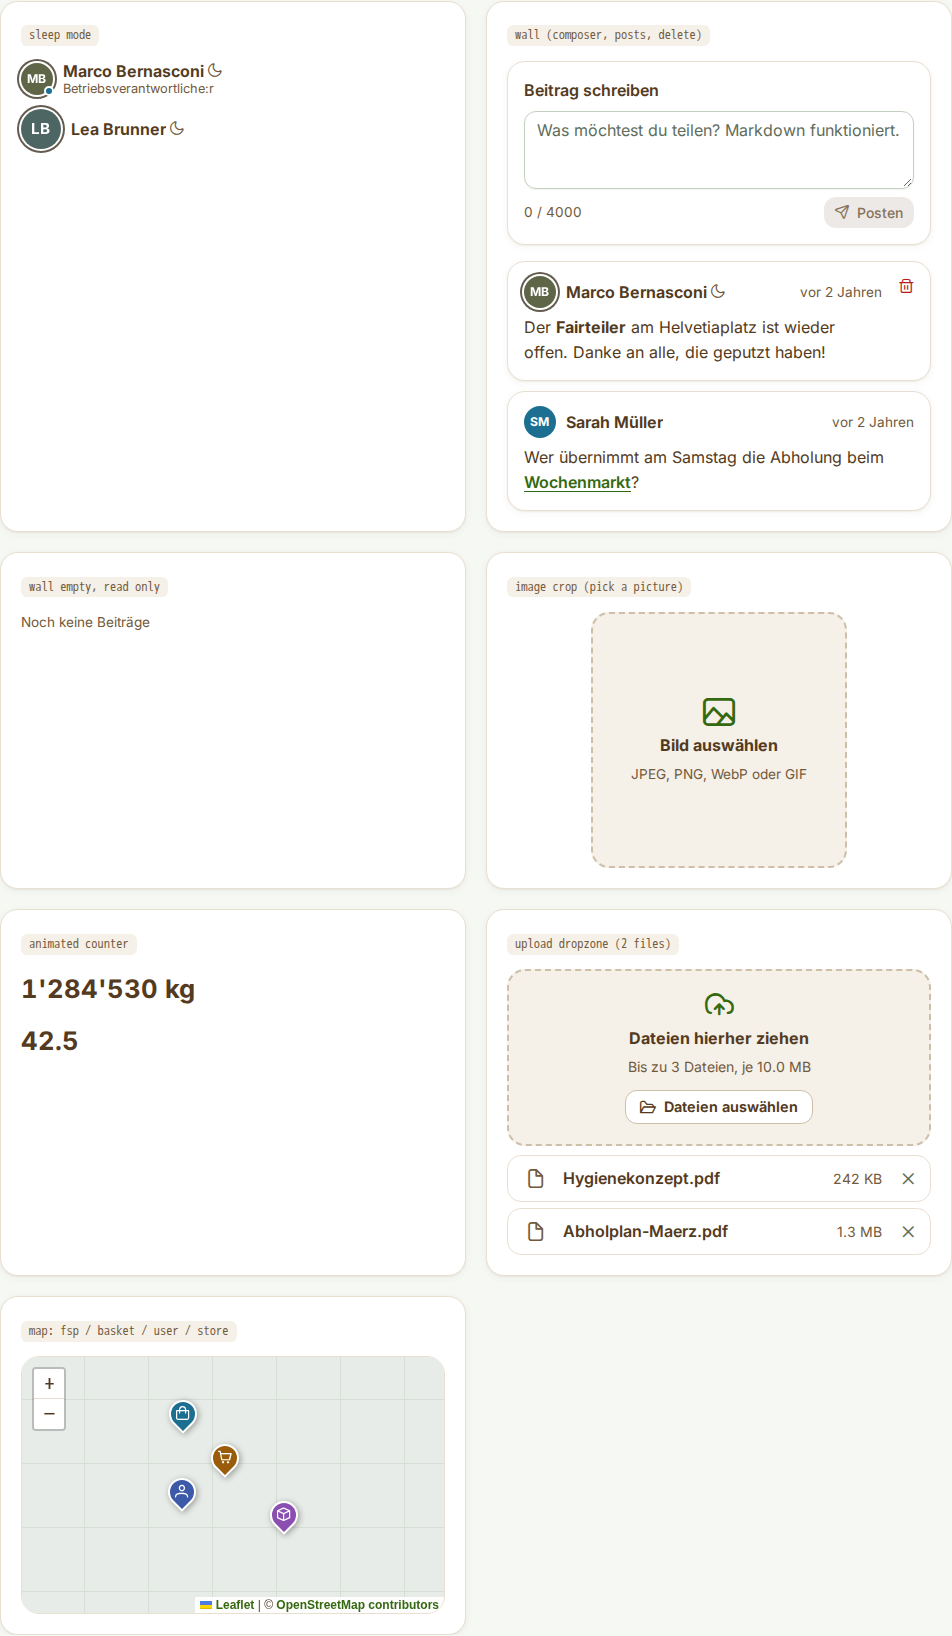 sleep mode
MB
Marco Bernasconi
Betriebsverantwortliche:r
LB
Lea Brunner
wall (composer, posts, delete)
Beitrag schreiben
Was möchtest du teilen? Markdown funktioniert.
0 / 4000
Posten
MB
Marco Bernasconi
vor 2 Jahren
Der Fairteiler am Helvetiaplatz ist wieder
offen. Danke an alle, die geputzt haben!
SM
Sarah Müller
vor 2 Jahren
Wer übernimmt am Samstag die Abholung beim
Wochenmarkt?
wall empty, read only
Noch keine Beiträge
image crop (pick a picture)
Bild auswählen
JPEG, PNG, WebP oder GIF
animated counter
1'284'530 kg
42.5
upload dropzone (2 files)
Dateien hierher ziehen
Bis zu 3 Dateien, je 10.0 MB
Dateien auswählen
Hygienekonzept.pdf
242 KB
Abholplan-Maerz.pdf
1.3 MB
map: fsp / basket / user / store
+
−
Leaflet | © OpenStreetMap contributors